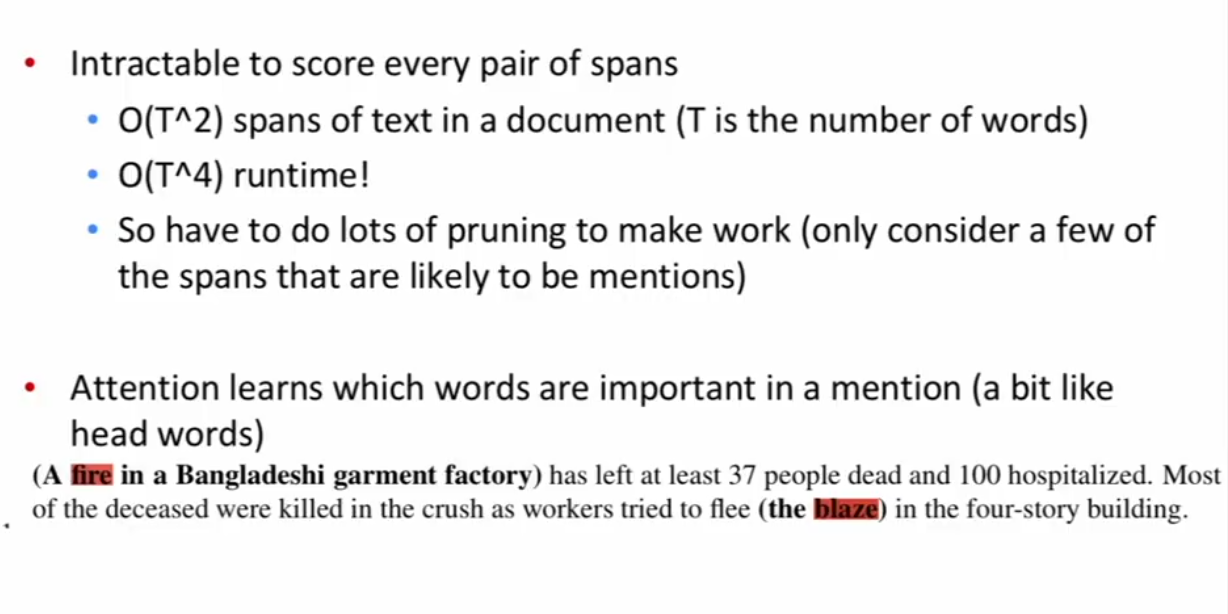 • Intractable to score every pair of spans
• O(T^2) spans of text in a document (T is the number of words)
• O(T^4) runtime!
• So have to do lots of pruning to make work (only consider a few of
the spans that are likely to be mentions)
• Attention learns which words are important in a mention (a bit like
head words)
(A fire in a Bangladeshi garment factory) has left at least 37 people dead and 100 hospitalized. Most
of the deceased were killed in the crush as workers tried to flee (the blaze) in the four-story building.